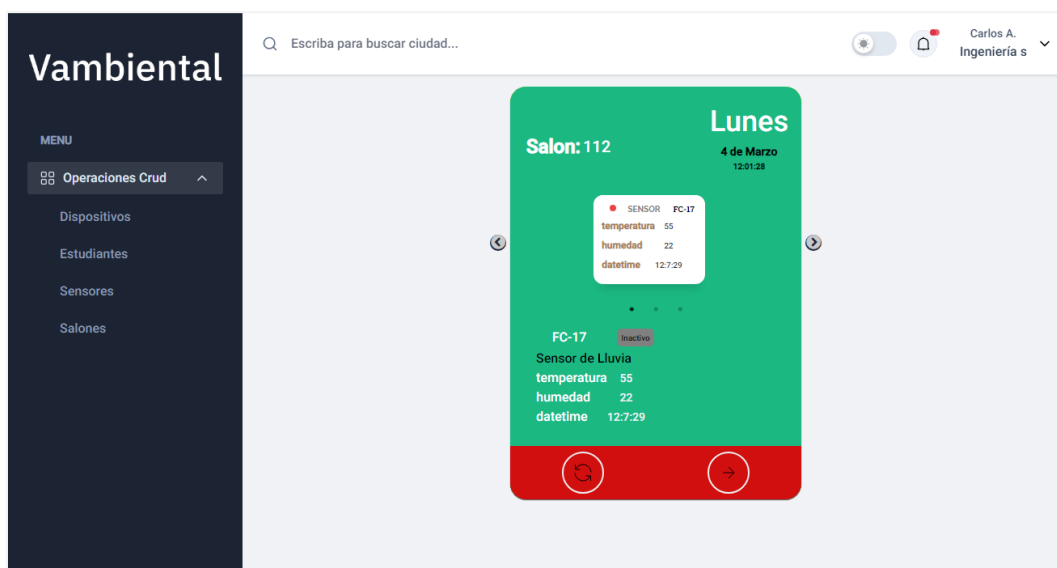 Vambiental
MENU
Operaciones Crud
Dispositivos
Estudiantes
Sensores
Salones
Escriba para buscar ciudad...
Carlos A.
Ingeniería s
Lunes
Salon: 112
4 de Marzo
12:01:28
SENSOR FC-17
temperatura 55
humedad 22
datetime 12:7:29
FC-17 Inactivo
Sensor de Lluvia
temperatura 55
humedad 22
datetime 12:7:29